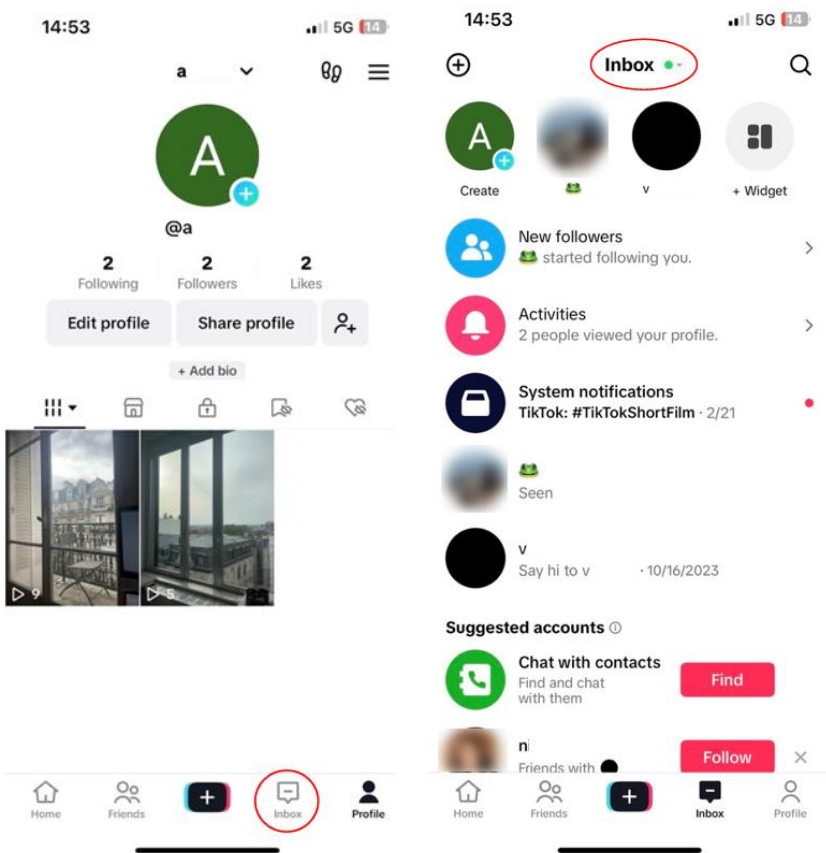 14:53
5G 14
a
A
@a
2 2 2
Following Followers Likes
Edit profile Share profile
+ Add bio
9 5
Home Friends Inbox Profile
14:53
5G 14
Inbox
A
Create 🐸 v + Widget
New followers
🐸 started following you.
Activities
2 people viewed your profile.
System notifications
TikTok: #TikTokShortFilm · 2/21
🐸
Seen
v
Say hi to v · 10/16/2023
Suggested accounts
Chat with contacts
Find and chat
with them
Find
ni
Friends with
Follow
Home Friends Inbox Profile